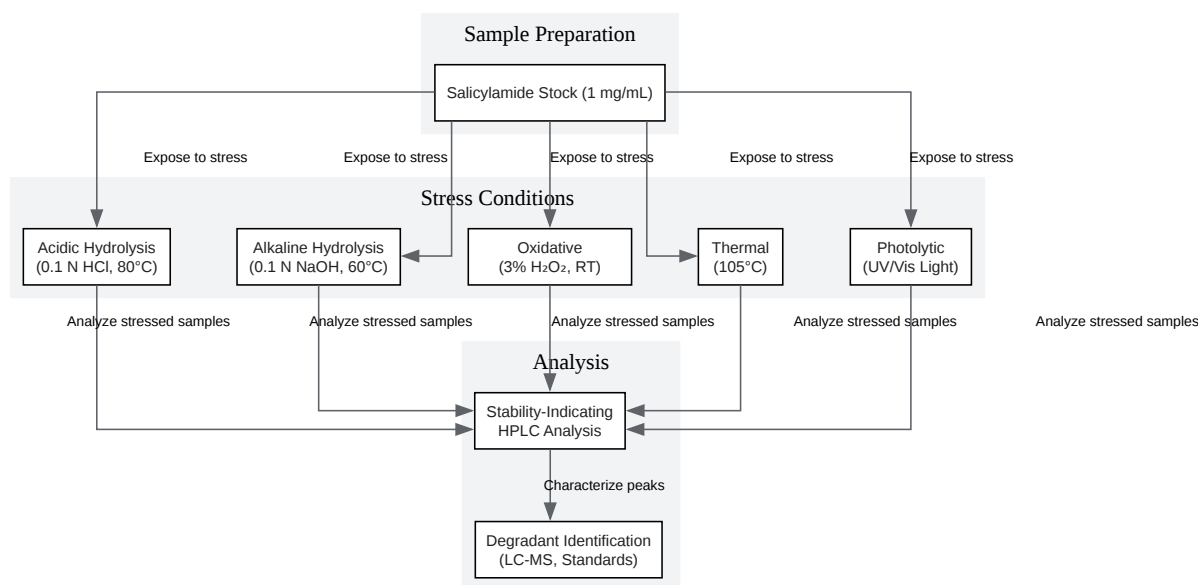 Sample Preparation
Salicylamide Stock (1 mg/mL)
Expose to stress
Expose to stress
Expose to stress
Expose to stress
Expose to stress
Stress Conditions
Acidic Hydrolysis
(0.1 N HCl, 80°C)
Alkaline Hydrolysis
(0.1 N NaOH, 60°C)
Oxidative
(3% H₂O₂, RT)
Thermal
(105°C)
Photolytic
(UV/Vis Light)
Analyze stressed samples
Analyze stressed samples
Analyze stressed samples
Analyze stressed samples
Analyze stressed samples
Analysis
Stability-Indicating
HPLC Analysis
Characterize peaks
Degradant Identification
(LC-MS, Standards)